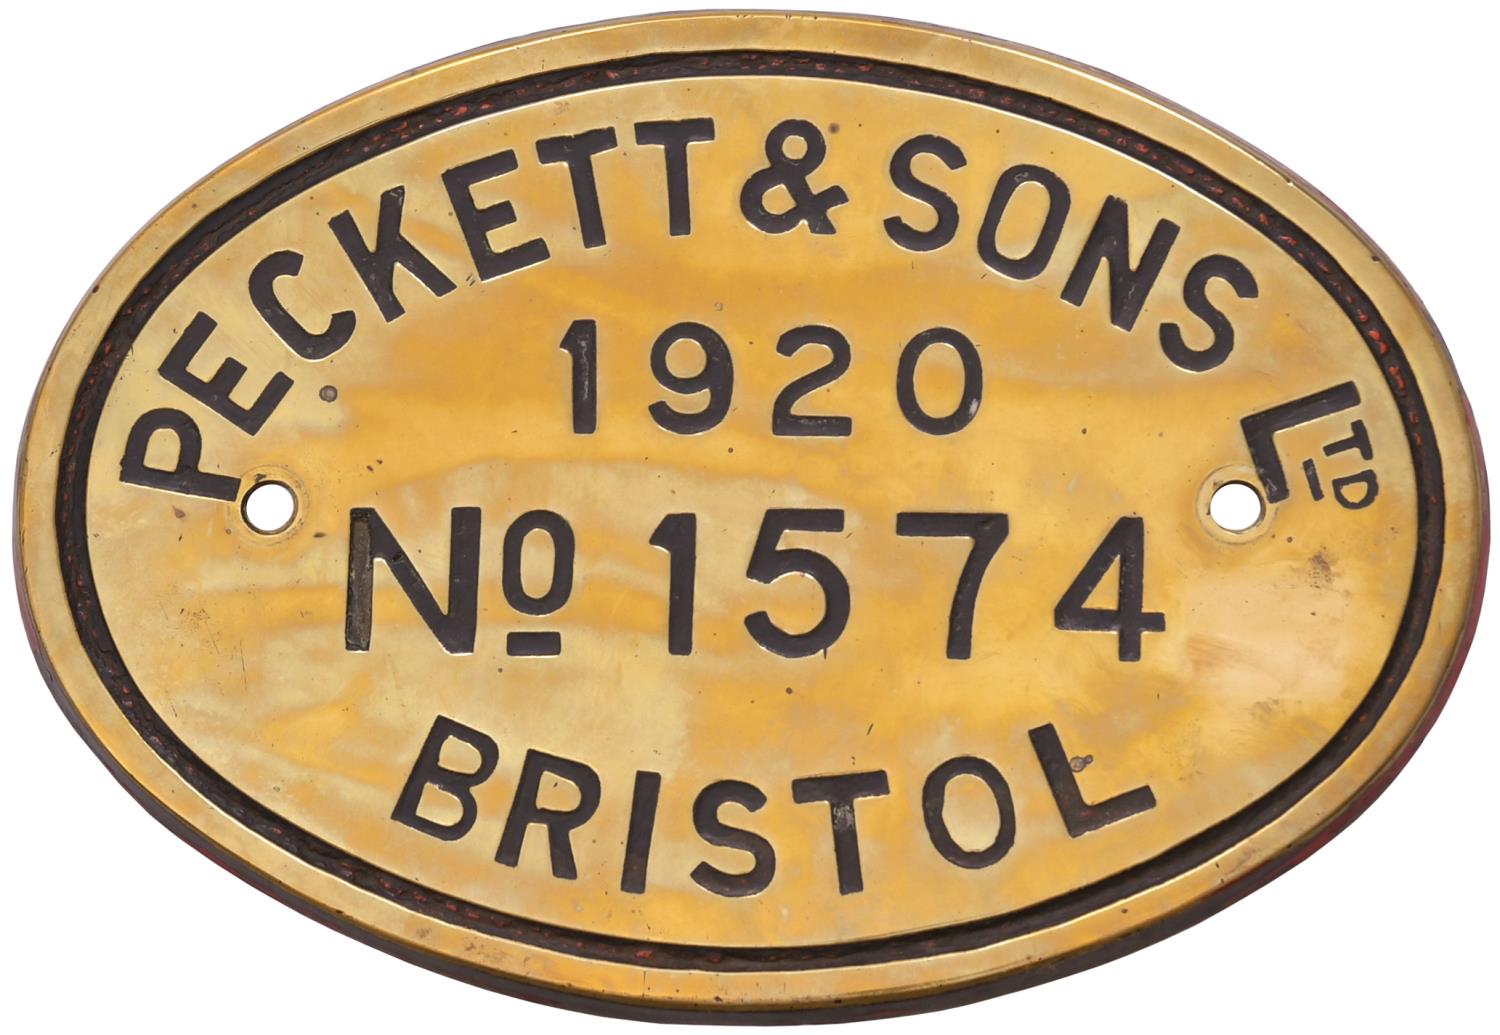 PECKETT & SONS LTD
1920
No 1574
BRISTOL